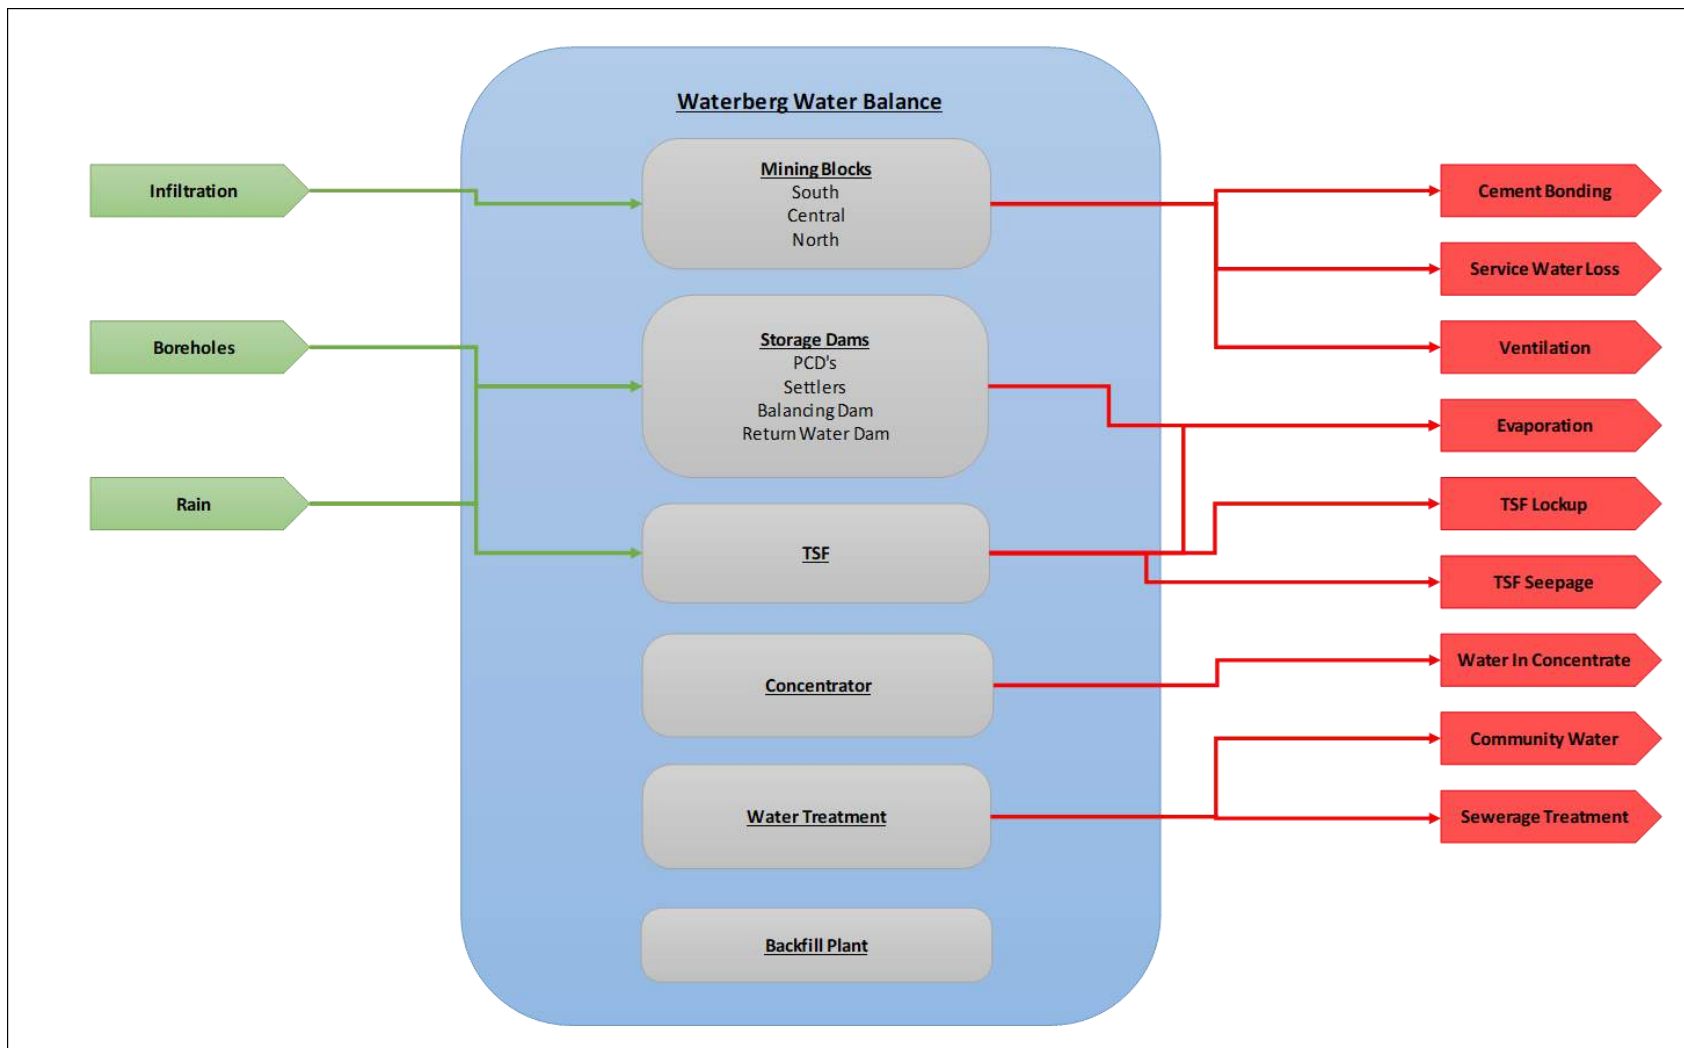 Waterberg Water Balance
Infiltration
Boreholes
Rain
Mining Blocks
South
Central
North
Storage Dams
PCD's
Settlers
Balancing Dam
Return Water Dam
TSF
Concentrator
Water Treatment
Backfill Plant
Cement Bonding
Service Water Loss
Ventilation
Evaporation
TSF Lockup
TSF Seepage
Water In Concentrate
Community Water
Sewerage Treatment